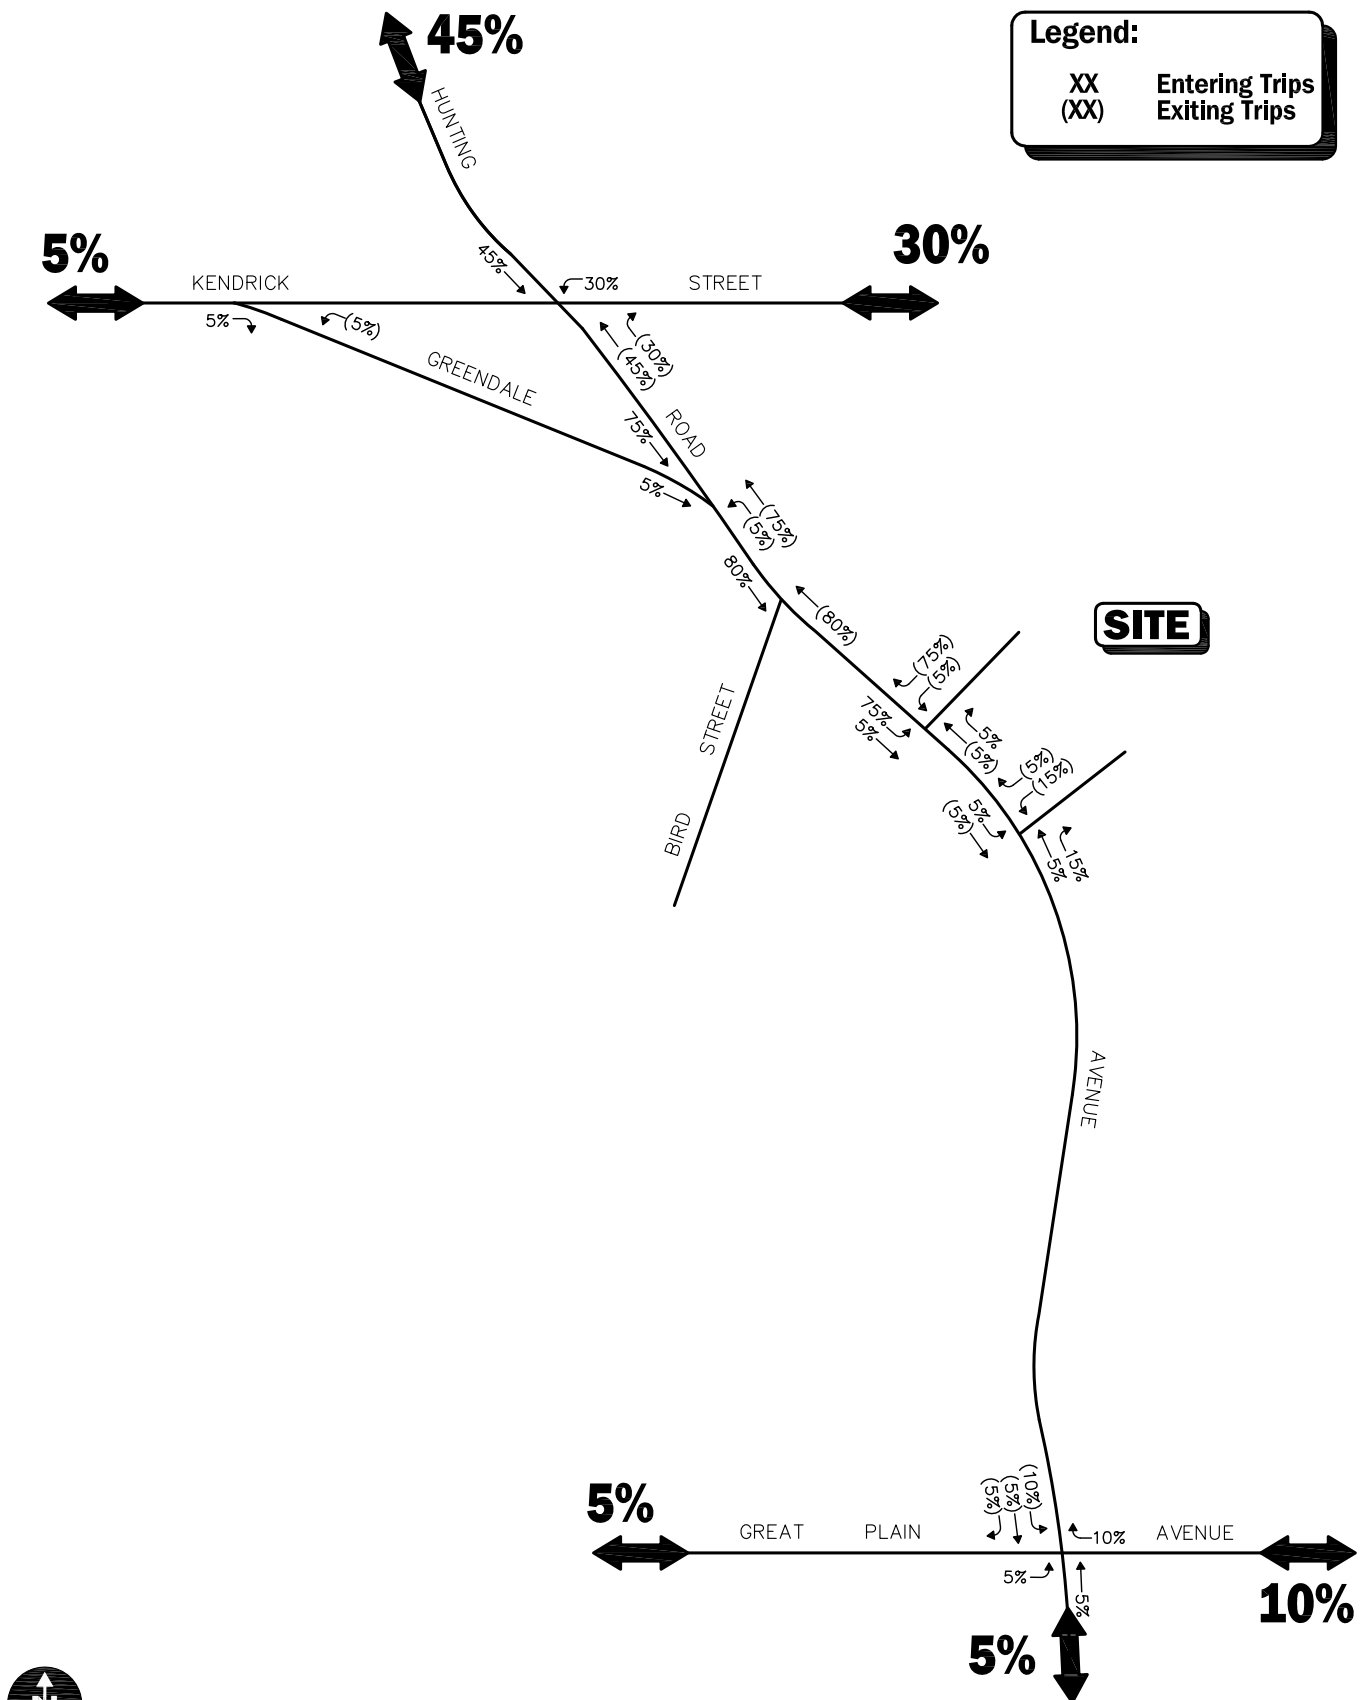 45%
Legend:
XX Entering Trips
(XX) Exiting Trips
HUNTING
5%
30%
45%
KENDRICK
30%
STREET
5%
(5%)
(30%)
(45%)
GREENDALE
75%
ROAD
5%
(75%)
(5%)
80%
(80%)
SITE
(75%)
(5%)
STREET
75%
5%
5%
(5%)
(5%)
(15%)
BIRD
5%
(5%)
15%
5%
AVENUE
(10%)
(5%)
(5%)
5%
GREAT PLAIN AVENUE
10%
5%
5%
10%
5%
N